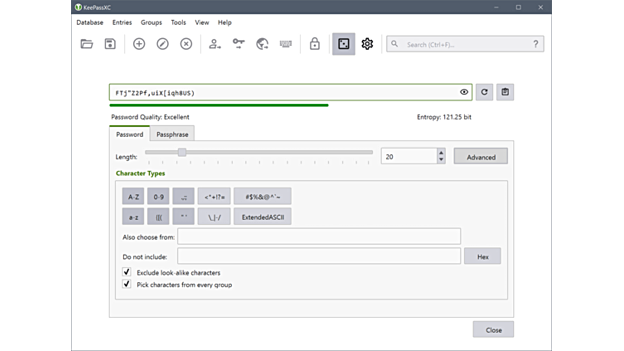 KeePassXC
Database Entries Groups Tools View Help
Search (Ctrl+F)... ?
FTj"Z2Pf,uiX[iqhBUS)
Password Quality: Excellent Entropy: 121.25 bit
Password Passphrase
Length: 20 Advanced
Character Types
A-Z 0-9 .,:; <*+!?= #$%&@^`~
a-z {[( "' \_|-/ ExtendedASCII
Also choose from:
Do not include: Hex
✓ Exclude look-alike characters
✓ Pick characters from every group
Close